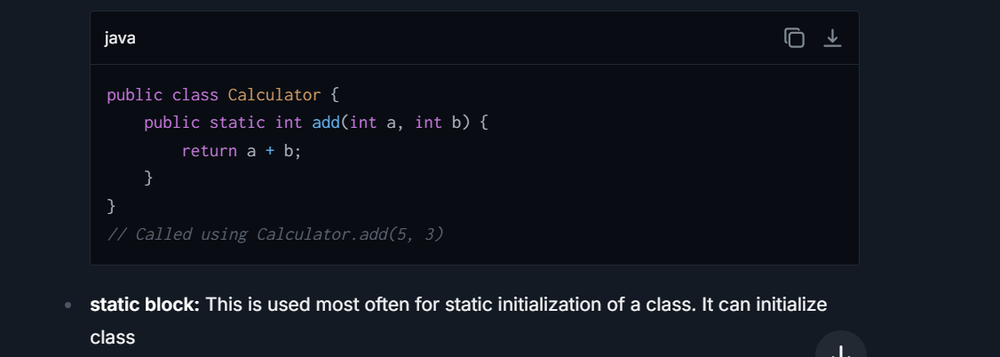 java
public class Calculator {
    public static int add(int a, int b) {
        return a + b;
    }
}
// Called using Calculator.add(5, 3)
static block: This is used most often for static initialization of a class. It can initialize
class